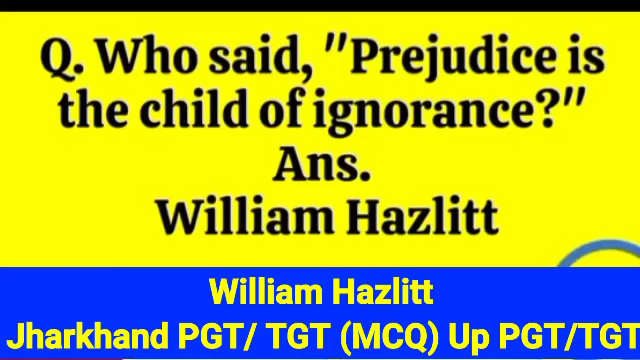 Q. Who said, "Prejudice is
the child of ignorance?"
Ans.
William Hazlitt
William Hazlitt
Jharkhand PGT/ TGT (MCQ) Up PGT/TGT